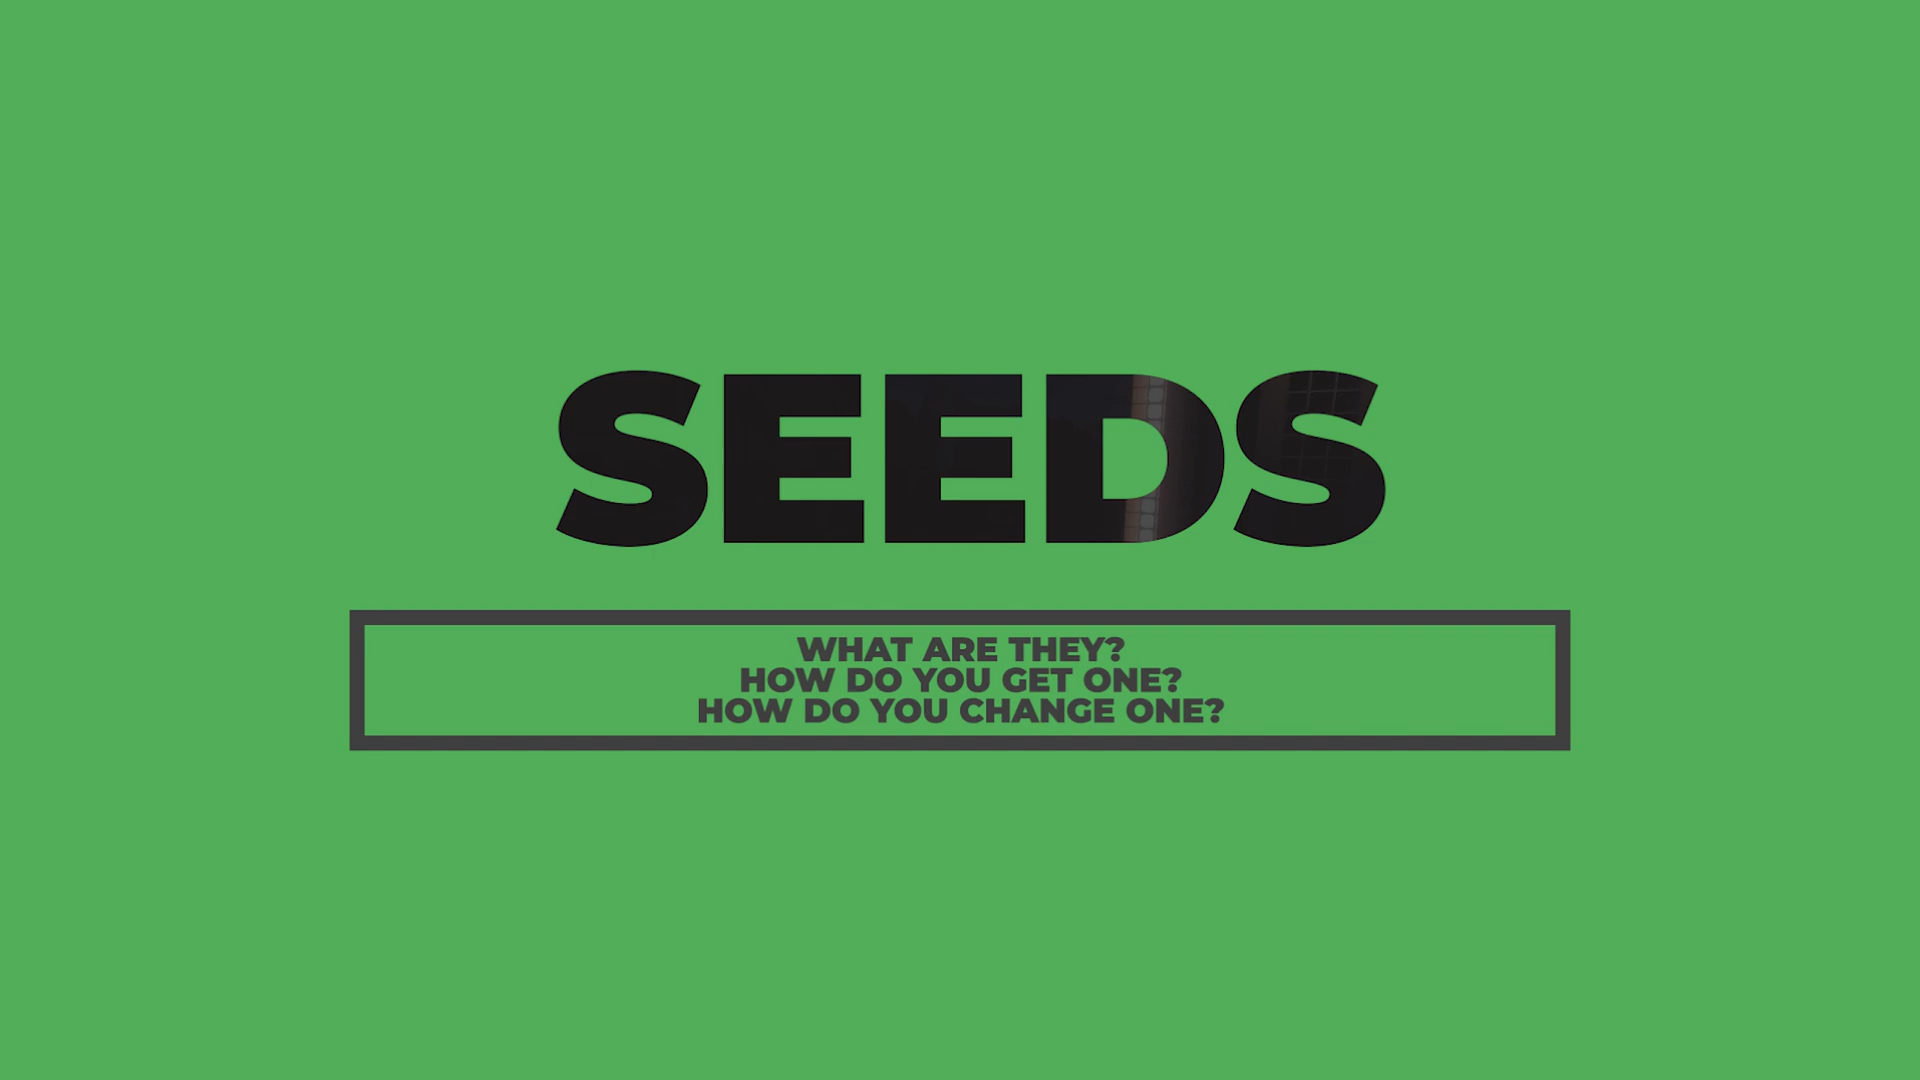 SEEDS
WHAT ARE THEY?
HOW DO YOU GET ONE?
HOW DO YOU CHANGE ONE?